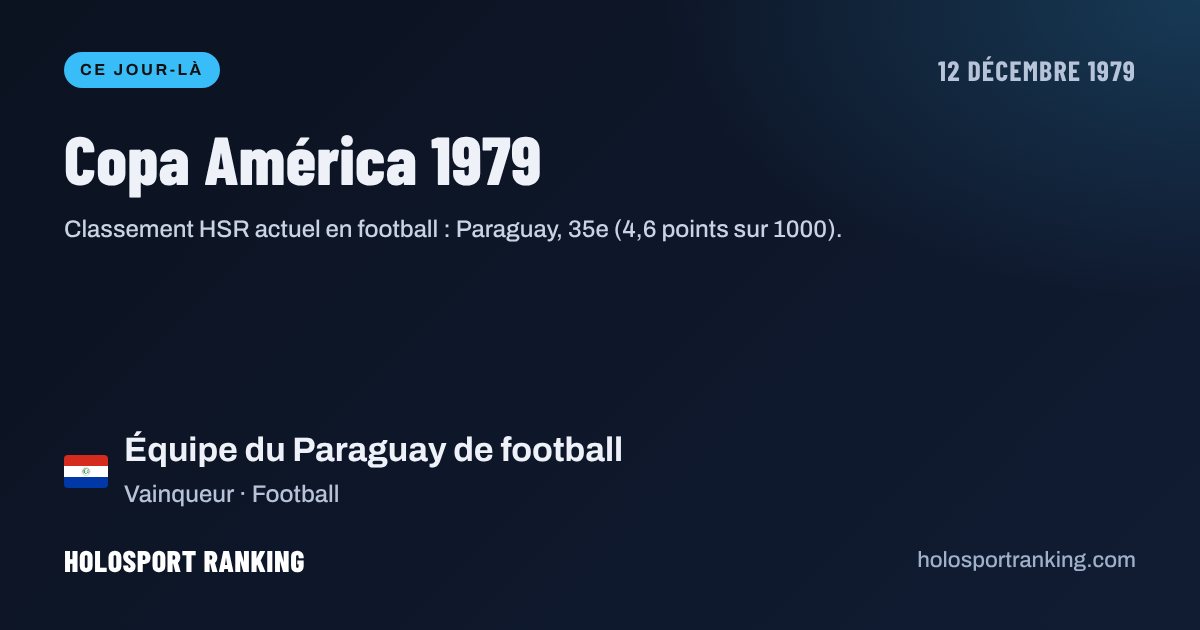 CE JOUR-LÀ
12 DÉCEMBRE 1979
Copa América 1979
Classement HSR actuel en football : Paraguay, 35e (4,6 points sur 1000).
Équipe du Paraguay de football
Vainqueur · Football
HOLOSPORT RANKING
holosportranking.com